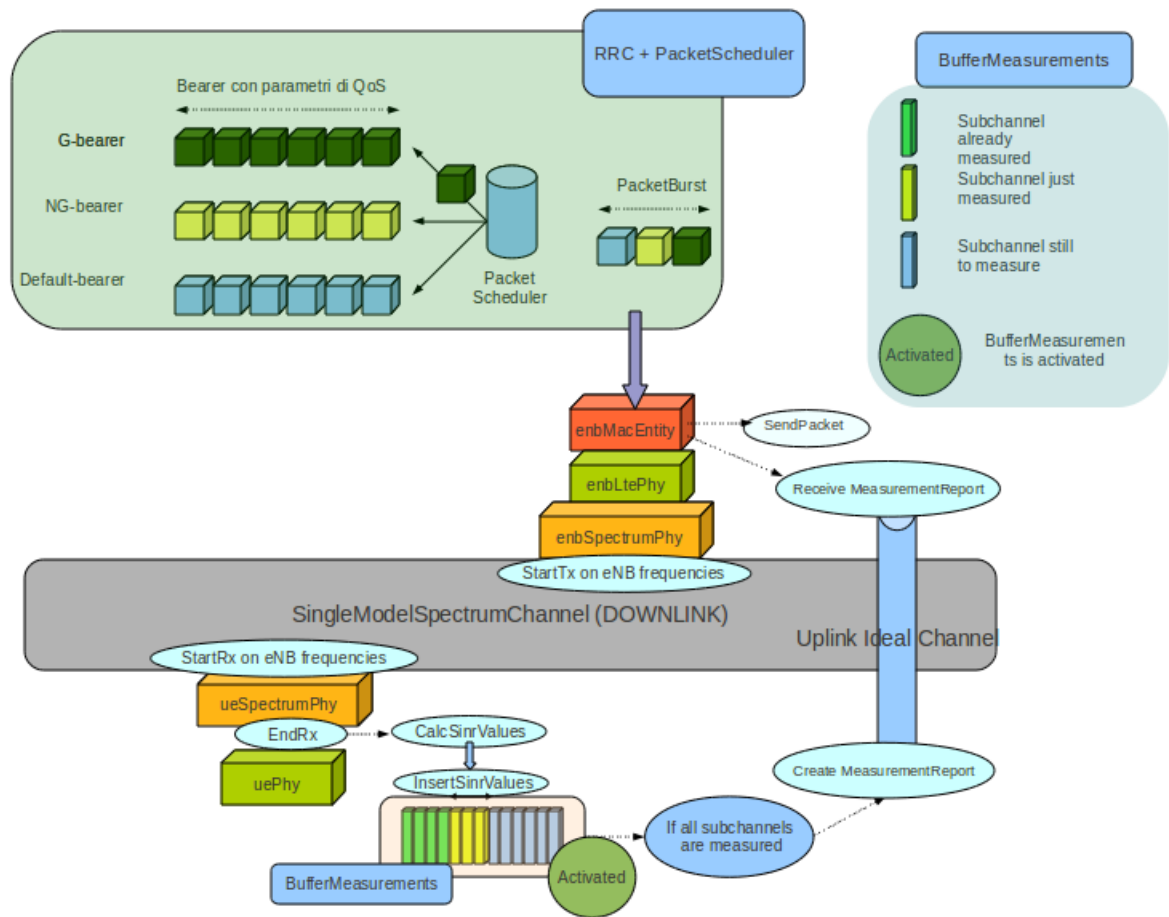 RRC + PacketScheduler
Bearer con parametri di QoS
G-bearer
NG-bearer
Default-bearer
Packet
Scheduler
PacketBurst
BufferMeasurements
Subchannel
already
measured
Subchannel just
measured
Subchannel still
to measure
Activated
BufferMeasuremen
ts is activated
enbMacEntity
SendPacket
enbLtePhy
Receive MeasurementReport
enbSpectrumPhy
StartTx on eNB frequencies
SingleModelSpectrumChannel (DOWNLINK)
Uplink Ideal Channel
StartRx on eNB frequencies
ueSpectrumPhy
EndRx
CalcSinrValues
uePhy
InsertSinrValues
Create MeasurementReport
If all subchannels
are measured
Activated
BufferMeasurements